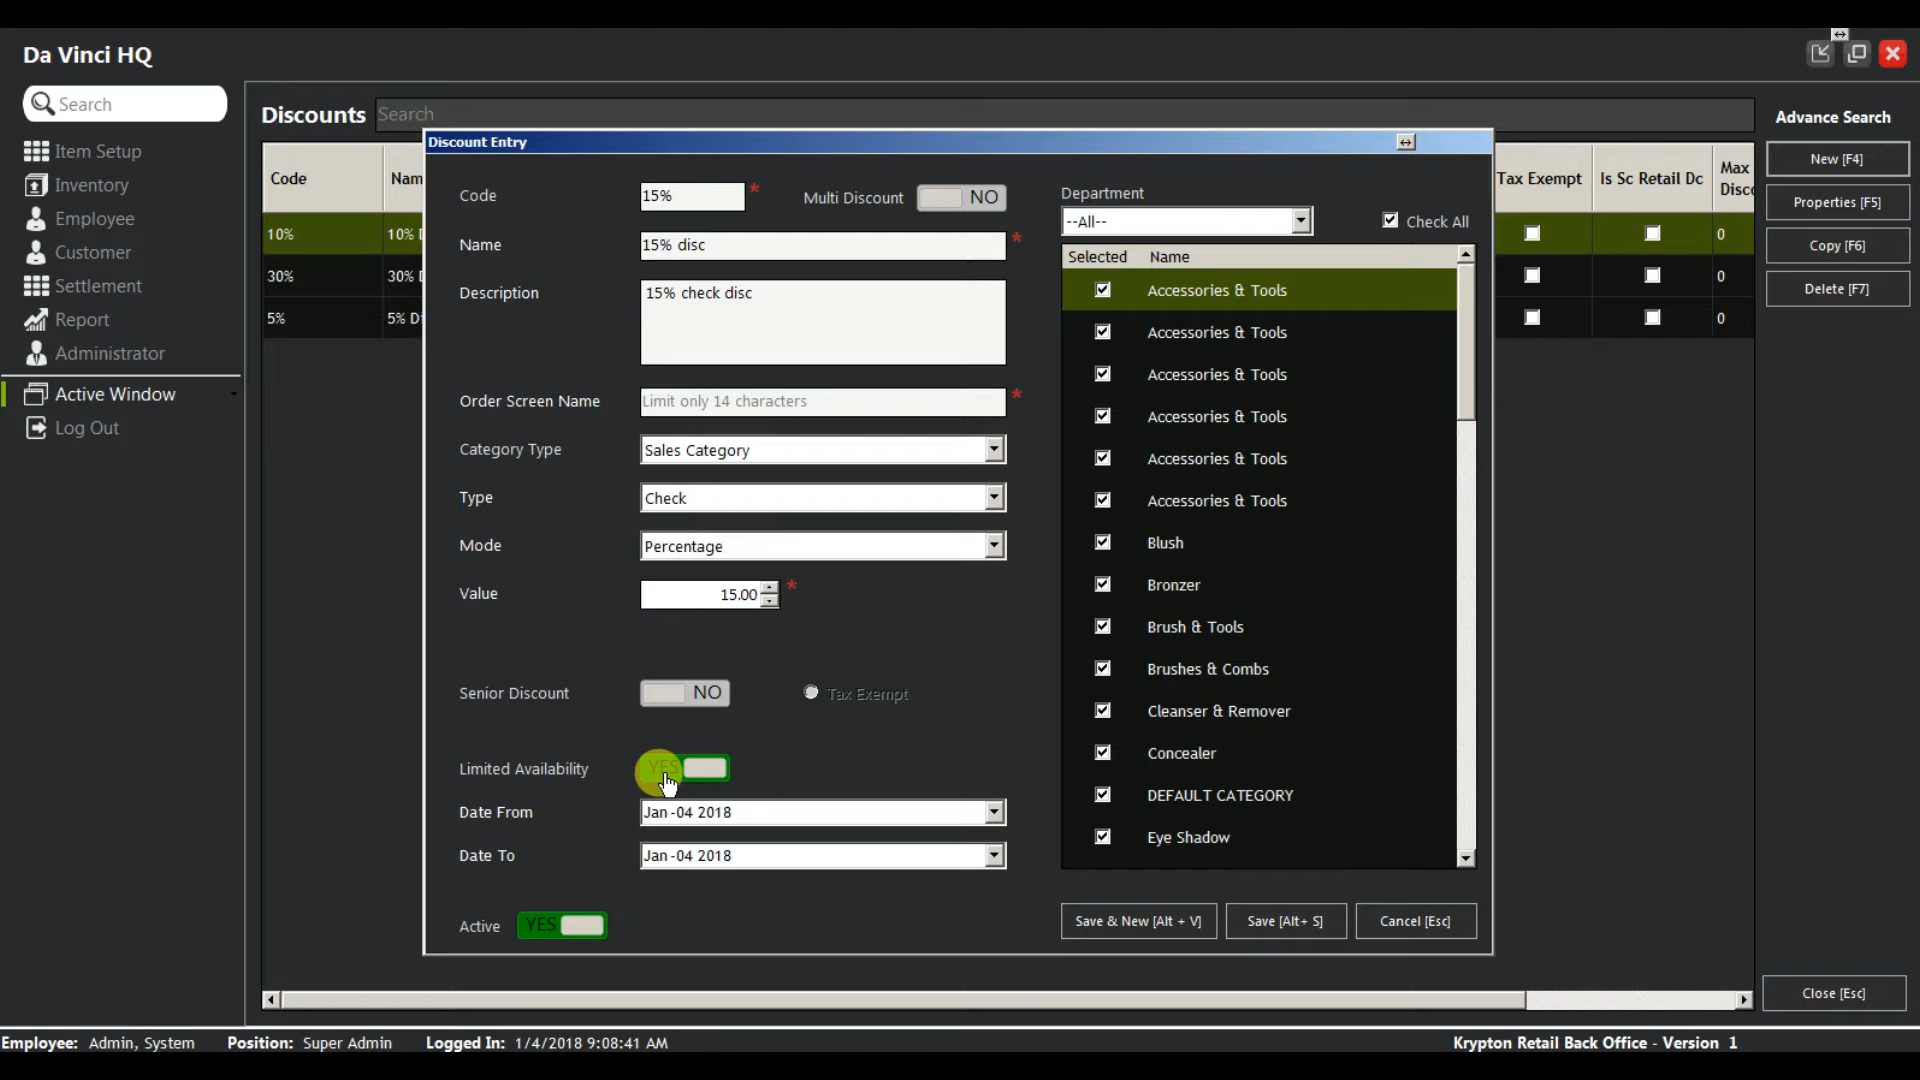 Da Vinci HQ
Search
Item Setup
Inventory
Employee
Customer
Settlement
Report
Administrator
Active Window
Log Out
Discounts
Search
Code
Nam
10%
10%
30%
30%
5%
5%
Discount Entry
Code
15%
*
Multi Discount
NO
Name
15% disc
*
Description
15% check disc
Order Screen Name
Limit only 14 characters
*
Category Type
Sales Category
Type
Check
Mode
Percentage
Value
15.00
*
Senior Discount
NO
Tax Exempt
Limited Availability
YES
Date From
Jan-04 2018
Date To
Jan-04 2018
Active
YES
Department
--All--
Check All
Selected Name
Accessories & Tools
Accessories & Tools
Accessories & Tools
Accessories & Tools
Accessories & Tools
Accessories & Tools
Blush
Bronzer
Brush & Tools
Brushes & Combs
Cleanser & Remover
Concealer
DEFAULT CATEGORY
Eye Shadow
Save & New [Alt + V]
Save [Alt+ S]
Cancel [Esc]
Tax Exempt
Is Sc Retail Dc
Max
Disc
0
0
0
Advance Search
New [F4]
Properties [F5]
Copy [F6]
Delete [F7]
Close [Esc]
Employee: Admin, System Position: Super Admin Logged In: 1/4/2018 9:08:41 AM Krypton Retail Back Office - Version 1